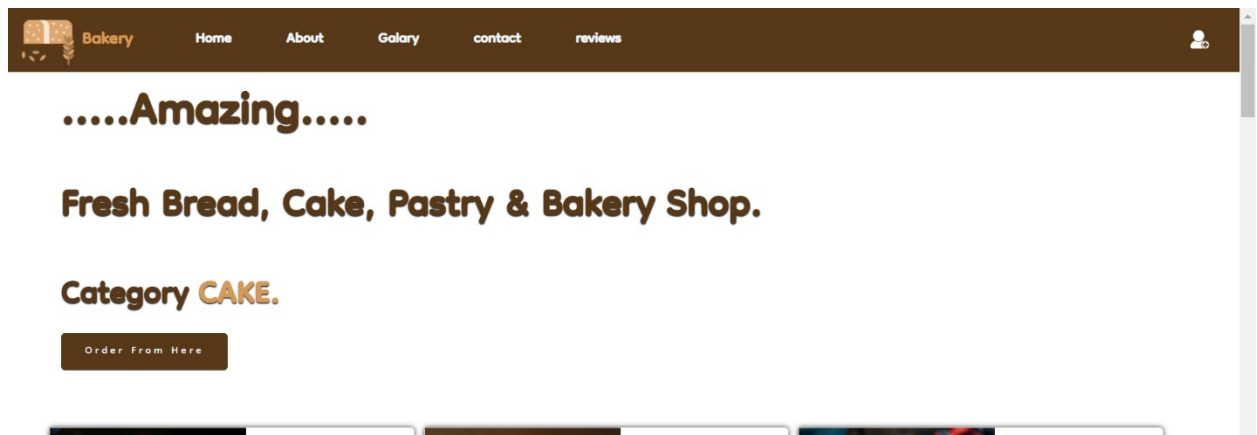 Bakery Home About Galary contact reviews
.....Amazing.....
Fresh Bread, Cake, Pastry & Bakery Shop.
Category CAKE.
Order From Here